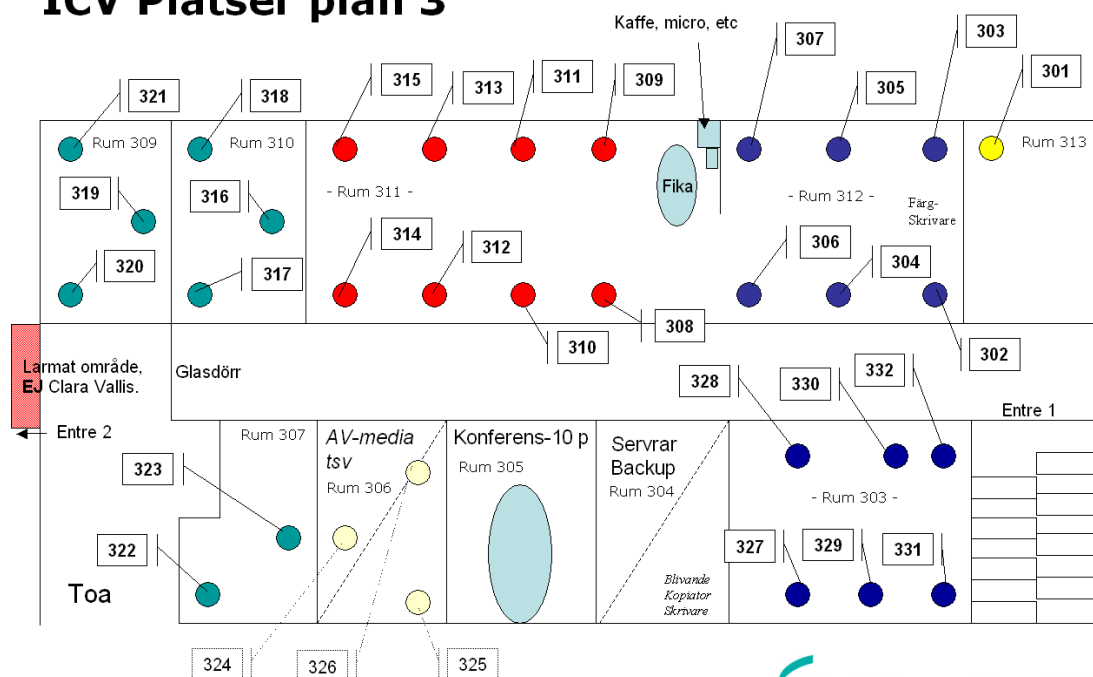 ICV Platser plan 3
Kaffe, micro, etc
307
303
315
313
311
309
305
301
321
318
Rum 309
Rum 310
Rum 313
319
316
- Rum 311 -
Fika
- Rum 312 -
Färg-
Skrivare
314
312
306
304
320
317
308
310
302
Larmat område,
EJ Clara Vallis.
Glasdörr
328
330
332
Entre 1
Entre 2
Rum 307
AV-media
tsv
Rum 306
Konferens-10 p
Rum 305
Servrar
Backup
Rum 304
- Rum 303 -
323
322
327
329
331
Toa
Blivande
Kopiator
Skrivare
324
326
325